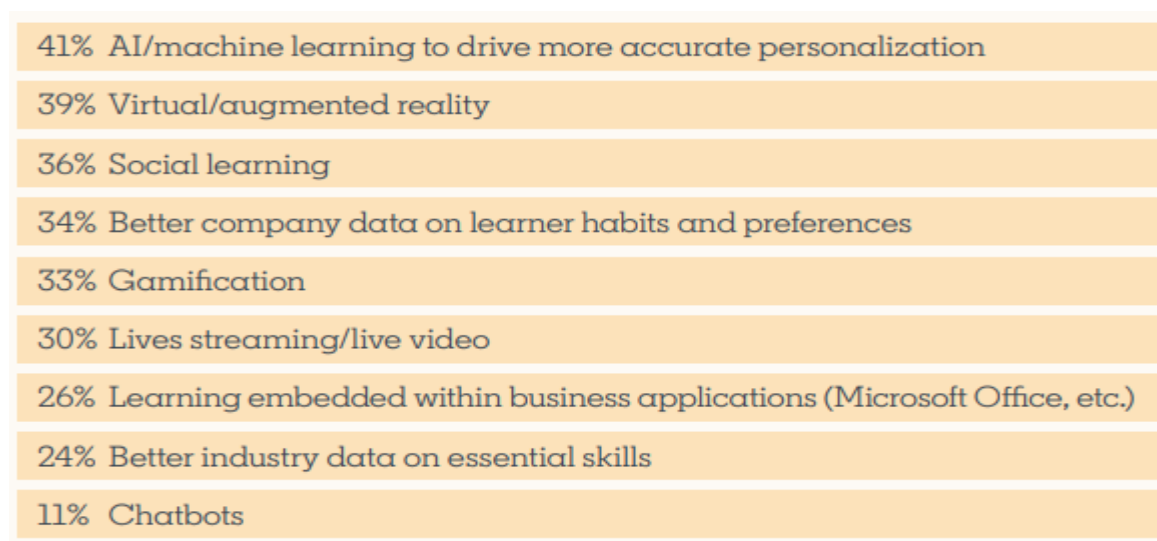 41% AI/machine learning to drive more accurate personalization
39% Virtual/augmented reality
36% Social learning
34% Better company data on learner habits and preferences
33% Gamification
30% Lives streaming/live video
26% Learning embedded within business applications (Microsoft Office, etc.)
24% Better industry data on essential skills
11% Chatbots